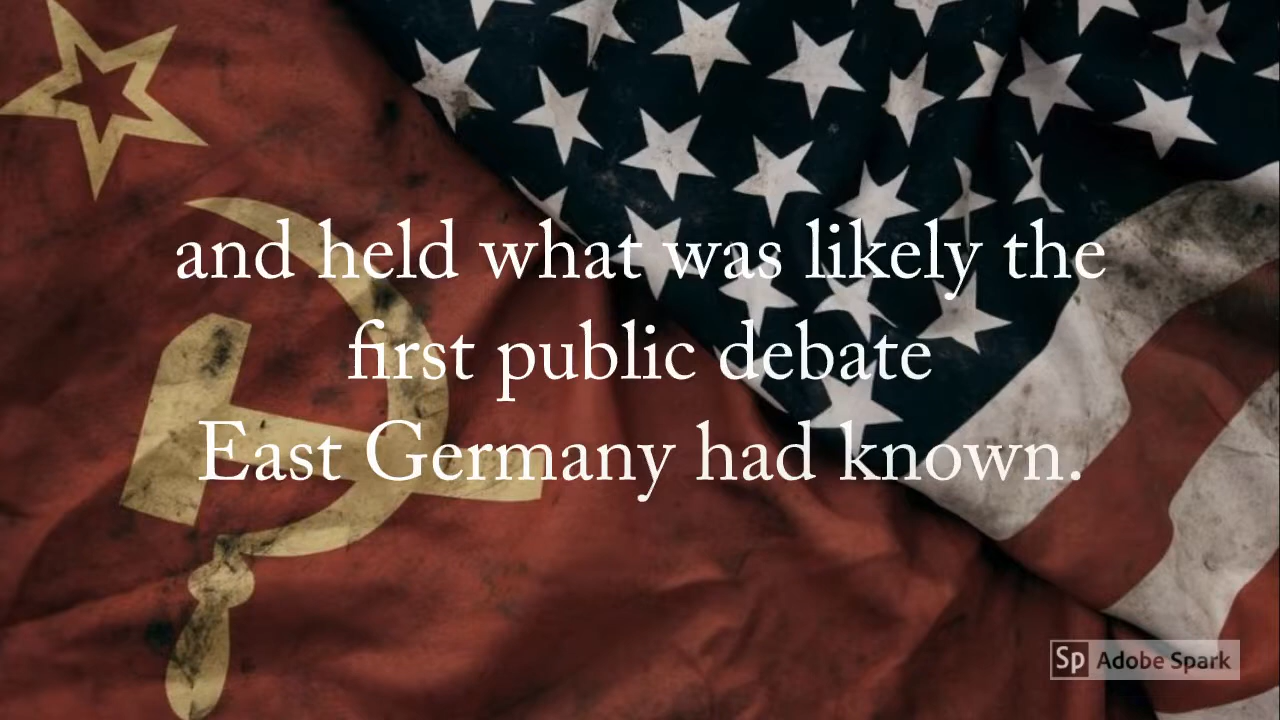 and held what was likely the
first public debate
East Germany had known.
Sp Adobe Spark